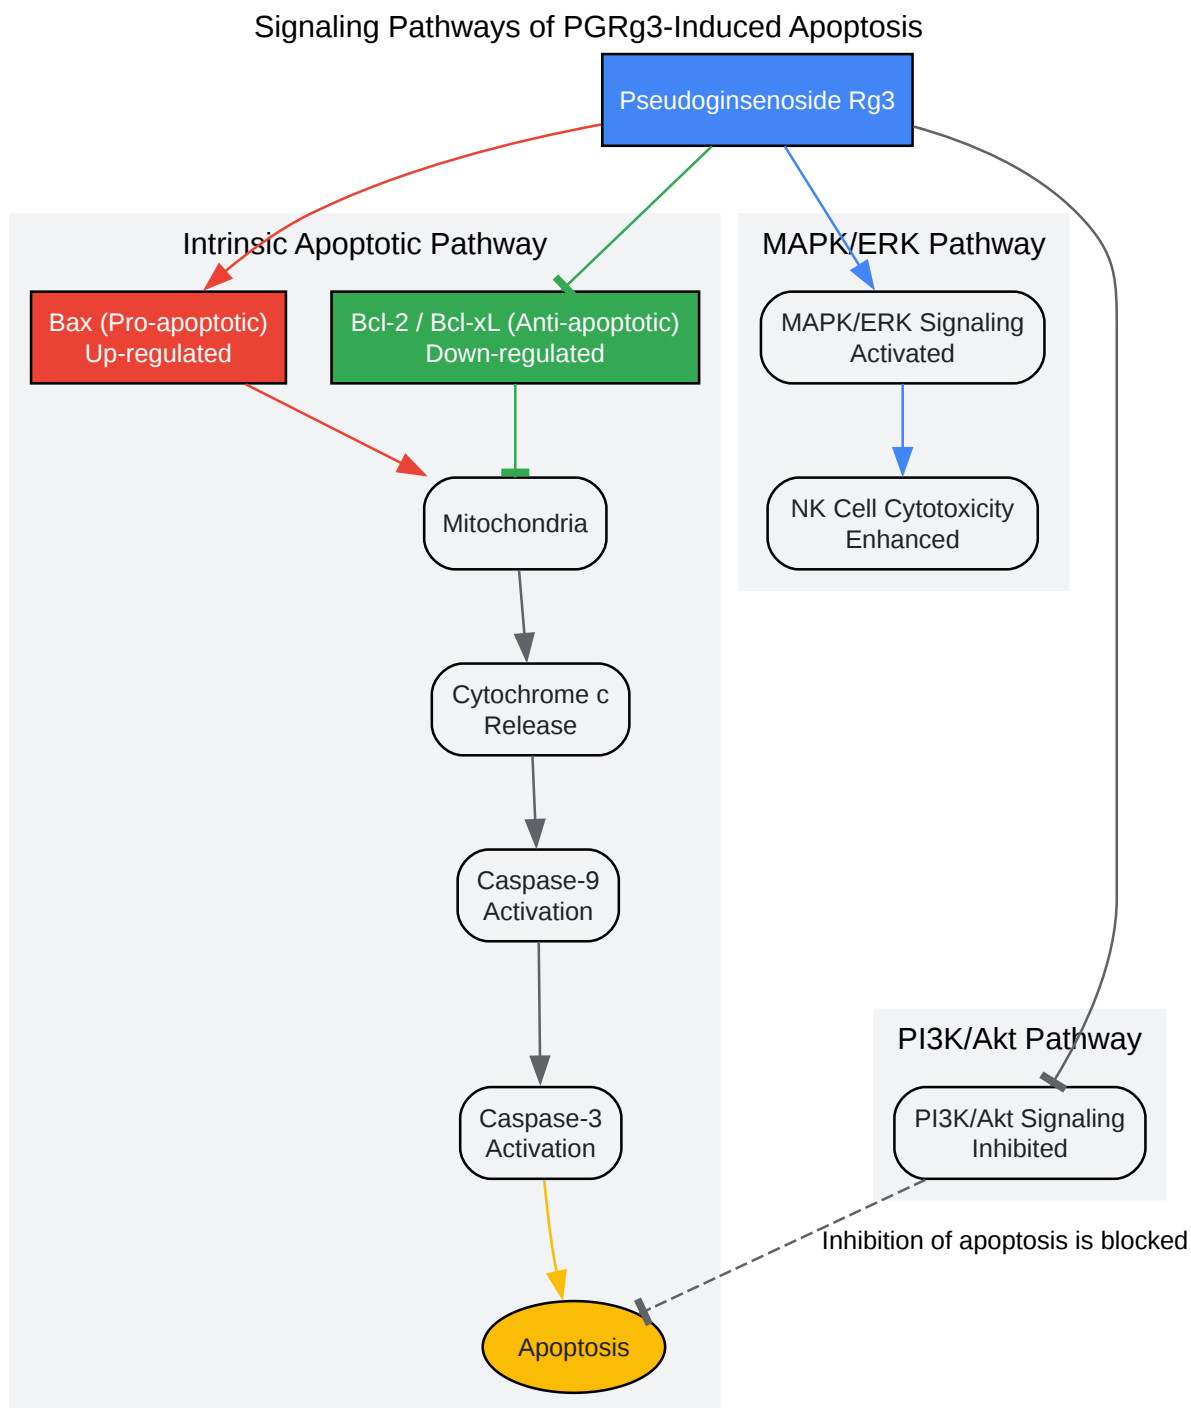 Signaling Pathways of PGRg3-Induced Apoptosis
Pseudoginsenoside Rg3
Intrinsic Apoptotic Pathway
MAPK/ERK Pathway
Bax (Pro-apoptotic)
Up-regulated
Bcl-2 / Bcl-xL (Anti-apoptotic)
Down-regulated
MAPK/ERK Signaling
Activated
Mitochondria
NK Cell Cytotoxicity
Enhanced
Cytochrome c
Release
Caspase-9
Activation
PI3K/Akt Pathway
Caspase-3
Activation
PI3K/Akt Signaling
Inhibited
Inhibition of apoptosis is blocked
Apoptosis